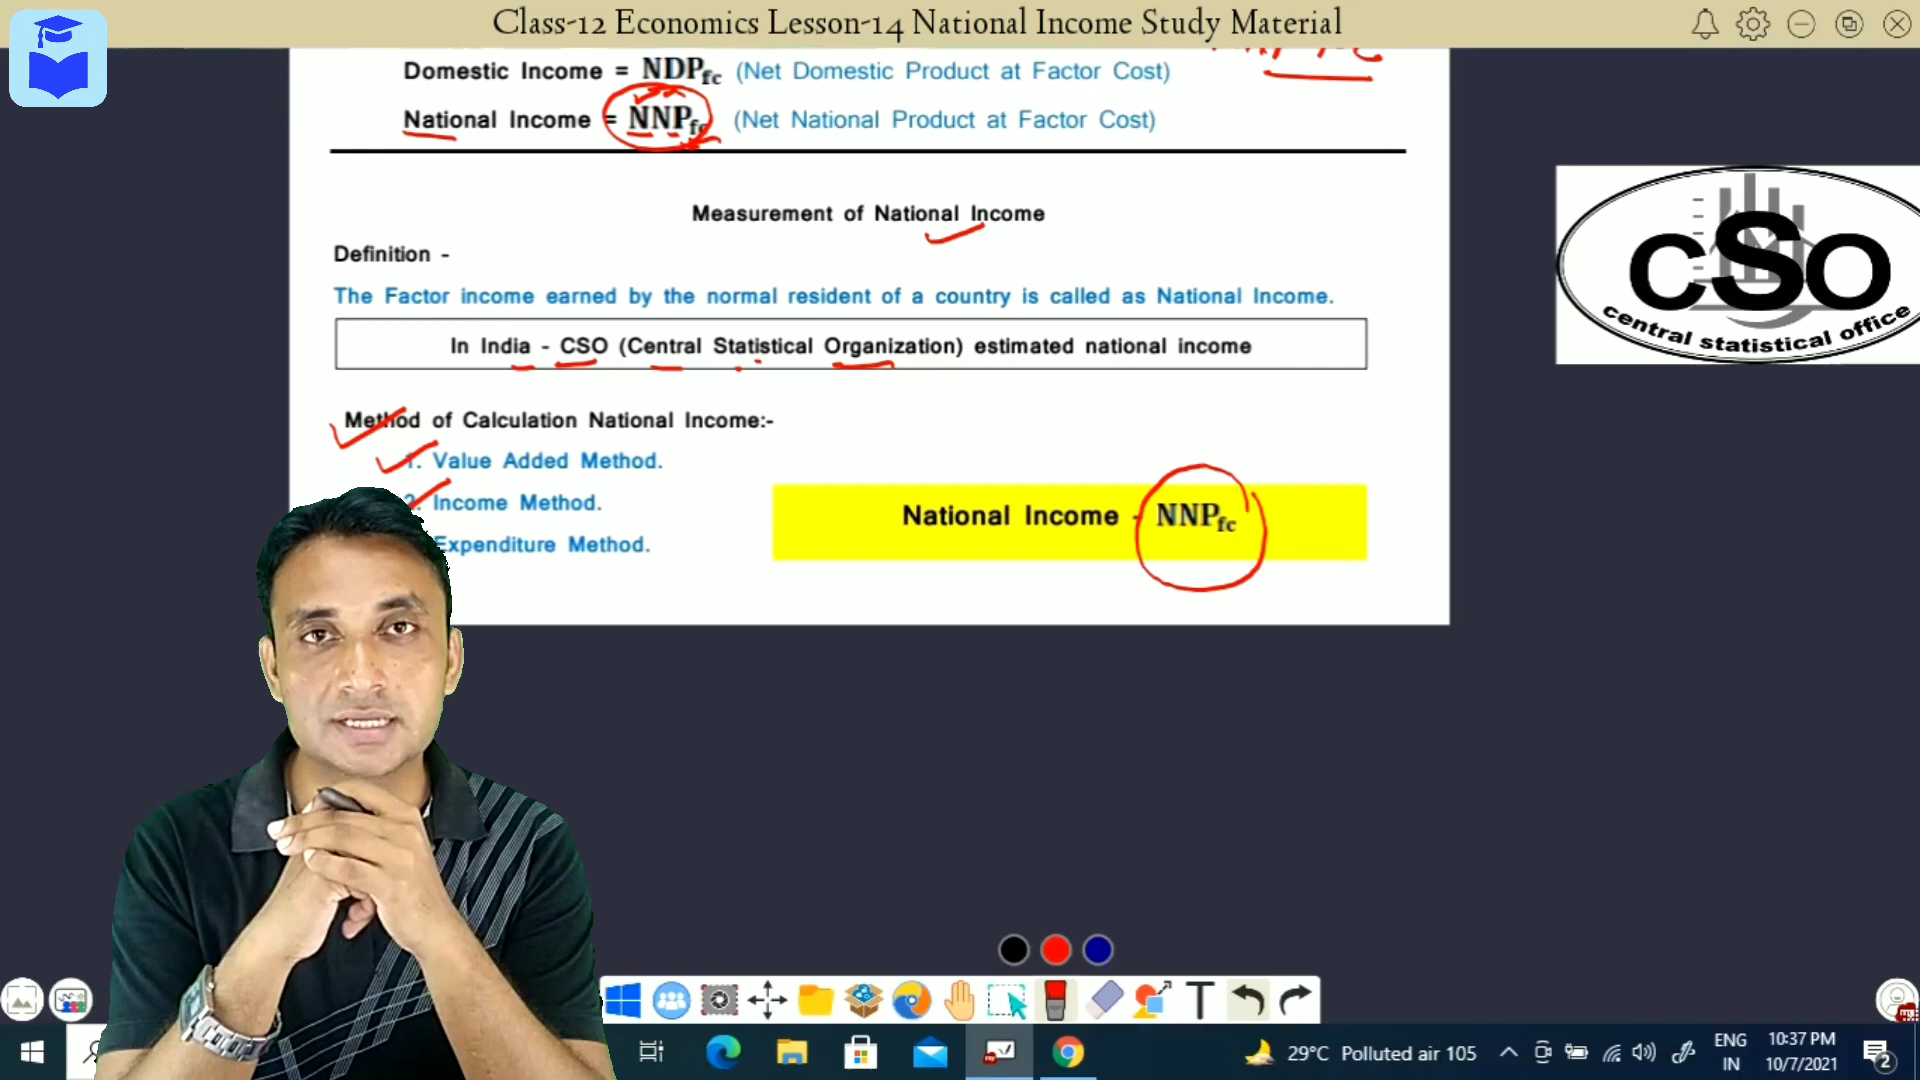 Class-12 Economics Lesson-14 National Income Study Material
Domestic Income = NDPfc (Net Domestic Product at Factor Cost)
National Income = NNPfc (Net National Product at Factor Cost)
Measurement of National Income
Definition -
The Factor income earned by the normal resident of a country is called as National Income.
In India - CSO (Central Statistical Organization) estimated national income
CSO
central statistical office
Method of Calculation National Income:-
1. Value Added Method.
2. Income Method.
Expenditure Method.
National Income - NNPfc
29°C Polluted air 105
ENG
IN
10:37 PM
10/7/2021
2